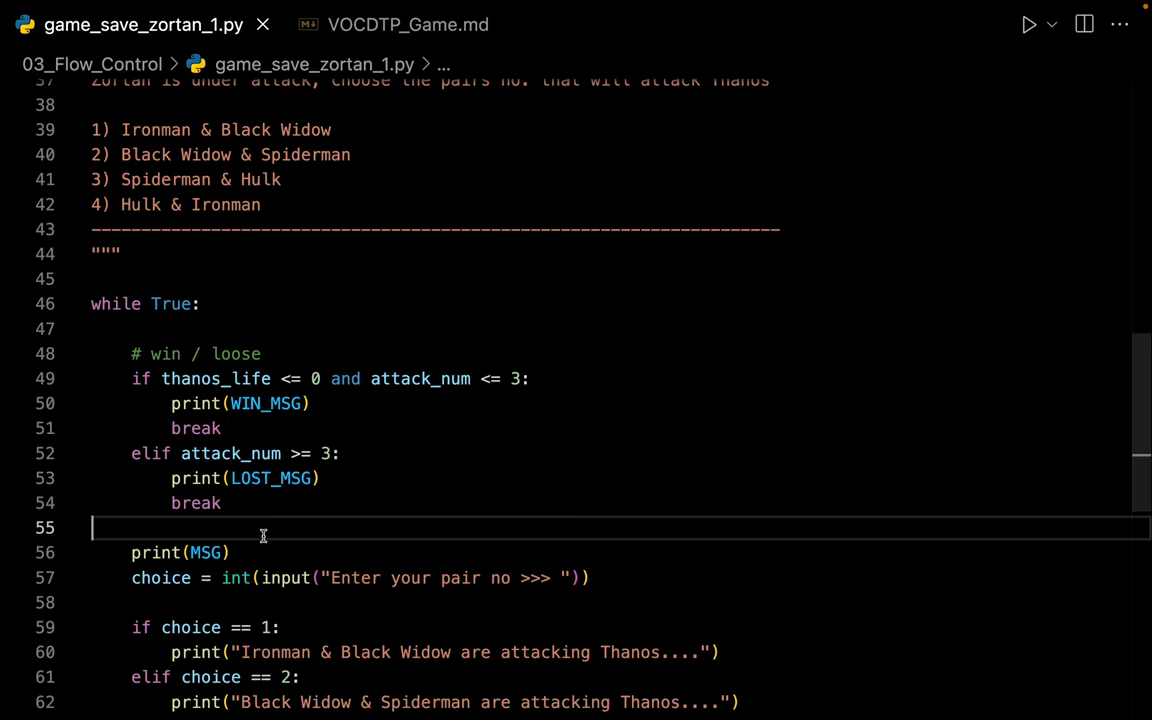 game_save_zortan_1.py VOCDTP_Game.md
03_Flow_Control > game_save_zortan_1.py > ...
37 Zortan is under attack, choose the pairs no. that will attack Thanos
38
39 1) Ironman & Black Widow
40 2) Black Widow & Spiderman
41 3) Spiderman & Hulk
42 4) Hulk & Ironman
43 ---------------------------------------------------------------------
44 """
45
46 while True:
47
48 # win / loose
49 if thanos_life <= 0 and attack_num <= 3:
50 print(WIN_MSG)
51 break
52 elif attack_num >= 3:
53 print(LOST_MSG)
54 break
55
56 print(MSG)
57 choice = int(input("Enter your pair no >>> "))
58
59 if choice == 1:
60 print("Ironman & Black Widow are attacking Thanos....")
61 elif choice == 2:
62 print("Black Widow & Spiderman are attacking Thanos....")